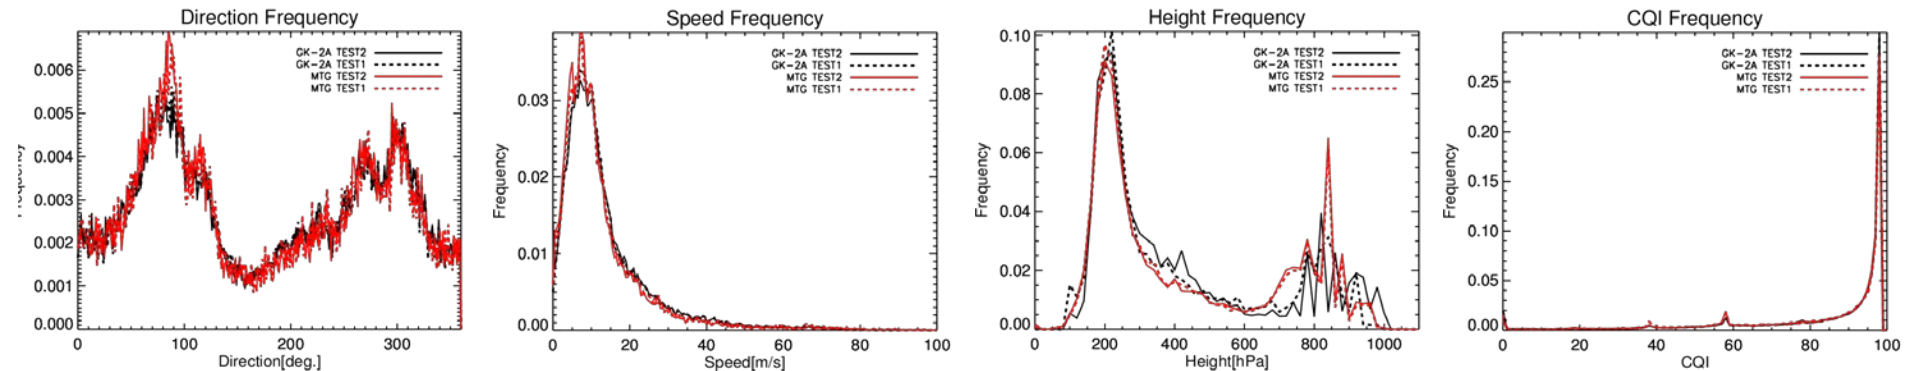 Direction Frequency
GK-2A TEST2
GK-2A TEST1
MTG TEST2
MTG TEST1
0.006
0.005
0.004
0.003
0.002
0.001
0.000
Frequency
0
100
200
300
Direction[deg.]
Speed Frequency
GK-2A TEST2
GK-2A TEST1
MTG TEST2
MTG TEST1
0.03
0.02
0.01
0.00
Frequency
0
20
40
60
80
100
Speed[m/s]
Height Frequency
GK-2A TEST2
GK-2A TEST1
MTG TEST2
MTG TEST1
0.10
0.08
0.06
0.04
0.02
0.00
Frequency
0
200
400
600
800
1000
Height[hPa]
CQI Frequency
GK-2A TEST2
GK-2A TEST1
MTG TEST2
MTG TEST1
0.25
0.20
0.15
0.10
0.05
0.00
Frequency
0
20
40
60
80
100
CQI